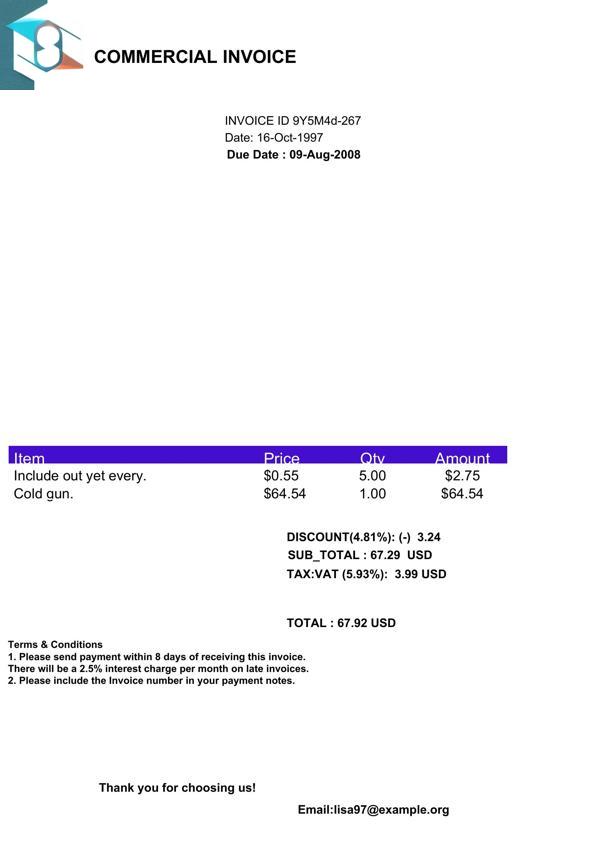 COMMERCIAL INVOICE
INVOICE ID 9Y5M4d-267
Date: 16-Oct-1997
Due Date : 09-Aug-2008
Item Price Qty Amount
Include out yet every. $0.55 5.00 $2.75
Cold gun. $64.54 1.00 $64.54
DISCOUNT(4.81%): (-) 3.24
SUB_TOTAL : 67.29 USD
TAX:VAT (5.93%): 3.99 USD
TOTAL : 67.92 USD
Terms & Conditions
1. Please send payment within 8 days of receiving this invoice.
There will be a 2.5% interest charge per month on late invoices.
2. Please include the Invoice number in your payment notes.
Thank you for choosing us!
Email:lisa97@example.org